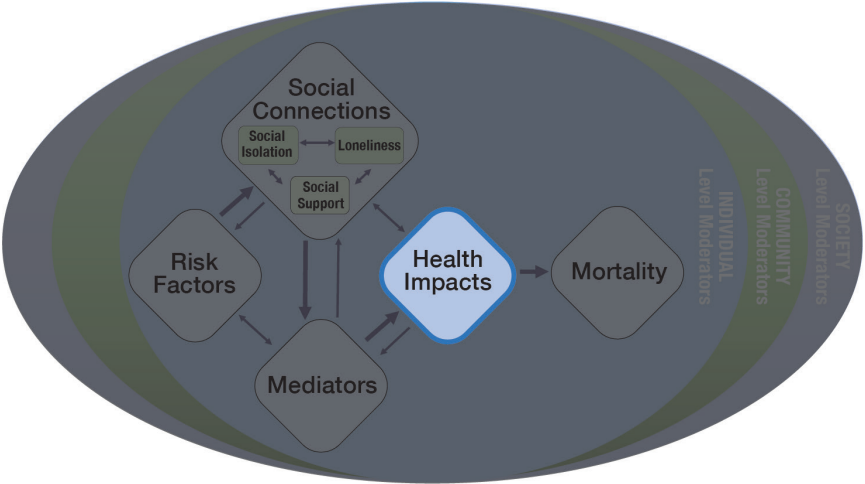 Social
Connections
Social
Isolation
Loneliness
Social
Support
Risk
Factors
Health
Impacts
Mortality
Mediators
INDIVIDUAL
Level Moderators
COMMUNITY
Level Moderators
SOCIETY
Level Moderators